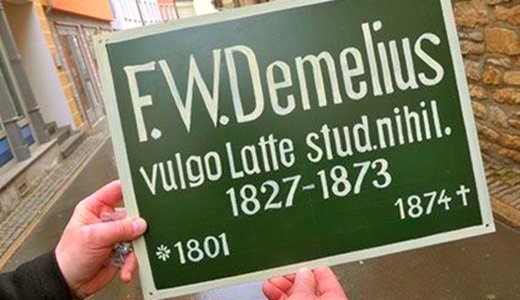 F.W.Demelius
vulgo Latte stud.nihil.
1827-1873
*1801 1874†